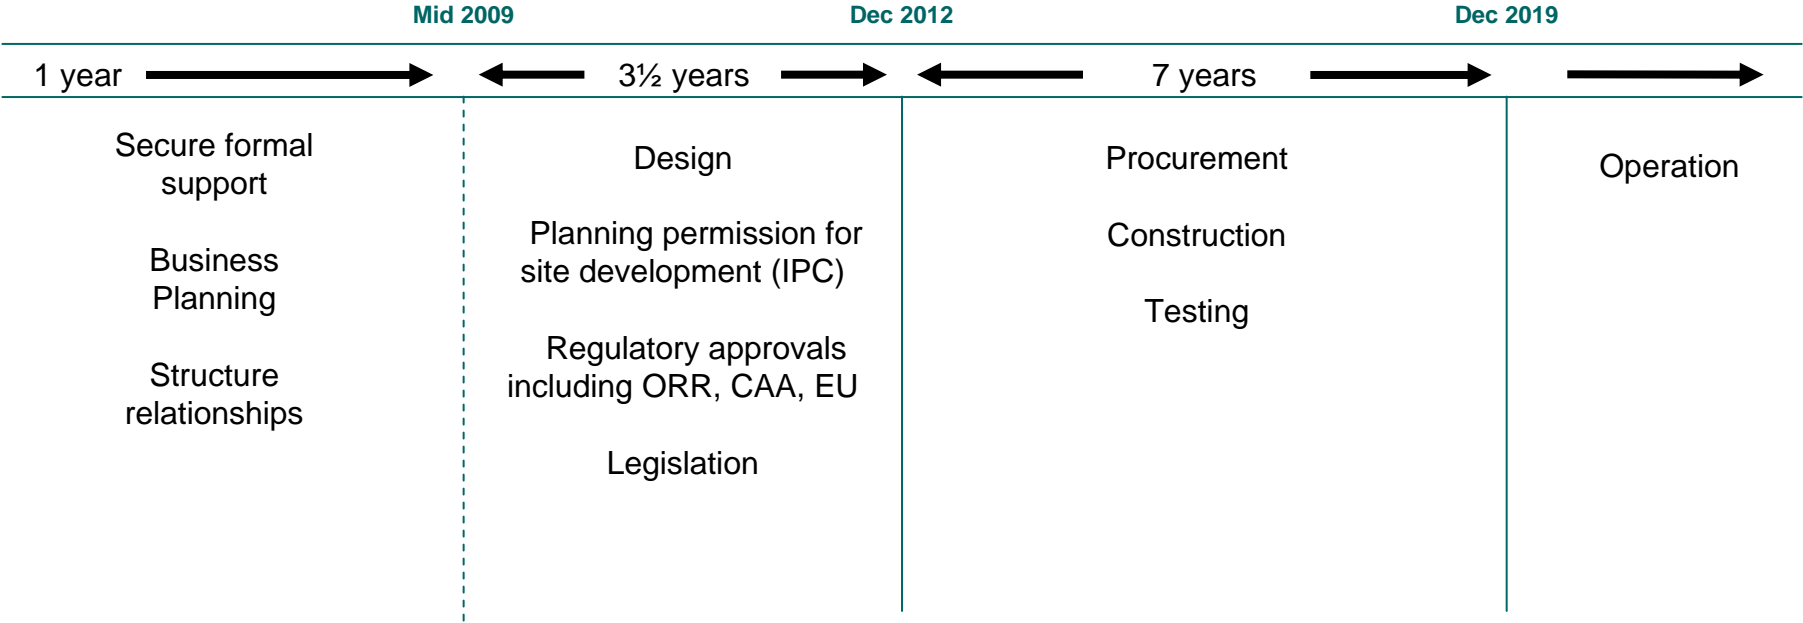 Mid 2009
Dec 2012
Dec 2019
1 year
3½ years
7 years
Secure formal
support
Business
Planning
Structure
relationships
Design
Planning permission for
site development (IPC)
Regulatory approvals
including ORR, CAA, EU
Legislation
Procurement
Construction
Testing
Operation